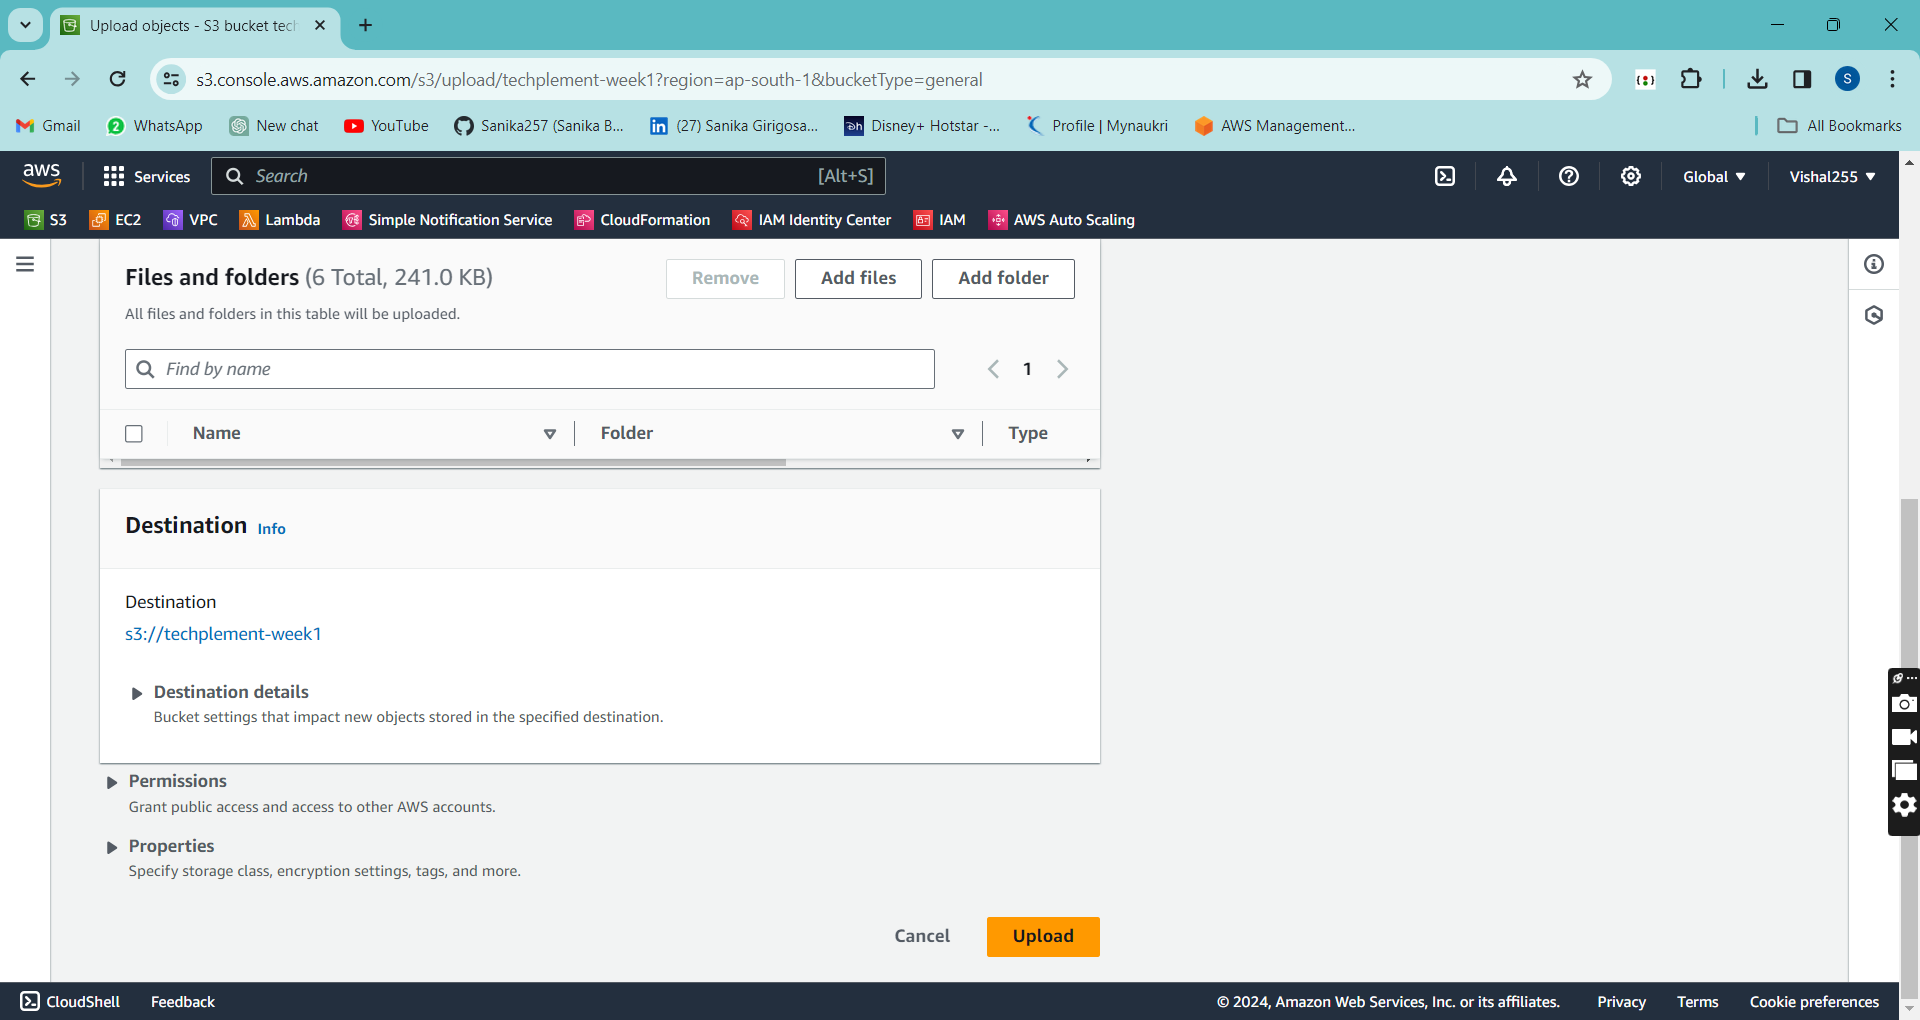 Upload objects - S3 bucket tech
s3.console.aws.amazon.com/s3/upload/techplement-week1?region=ap-south-1&bucketType=general
S
Gmail
2 WhatsApp
New chat
YouTube
Sanika257 (Sanika B...
in (27) Sanika Girigosa...
Dh Disney+ Hotstar -...
Profile | Mynaukri
AWS Management...
All Bookmarks
aws
Services
Search [Alt+S]
Global
Vishal255
S3
EC2
VPC
Lambda
Simple Notification Service
CloudFormation
IAM Identity Center
IAM
AWS Auto Scaling
Files and folders (6 Total, 241.0 KB)
Remove
Add files
Add folder
All files and folders in this table will be uploaded.
Find by name
1
Name
Folder
Type
Destination Info
Destination
s3://techplement-week1
Destination details
Bucket settings that impact new objects stored in the specified destination.
Permissions
Grant public access and access to other AWS accounts.
Properties
Specify storage class, encryption settings, tags, and more.
Cancel
Upload
CloudShell
Feedback
© 2024, Amazon Web Services, Inc. or its affiliates.
Privacy
Terms
Cookie preferences